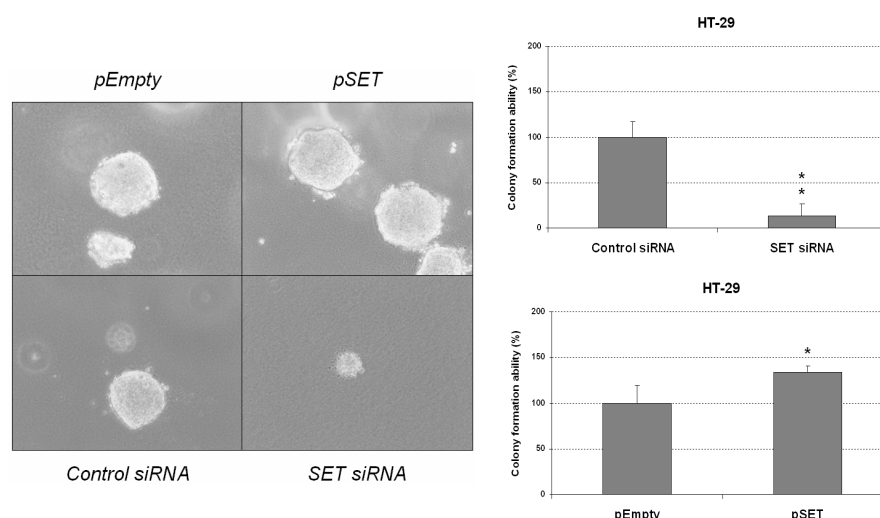 pEmpty pSET
Control siRNA SET siRNA
HT-29
Colony formation ability (%)
200
150
100
50
0
*
*
Control siRNA SET siRNA
HT-29
Colony formation ability (%)
200
150
100
50
0
*
pEmpty pSET